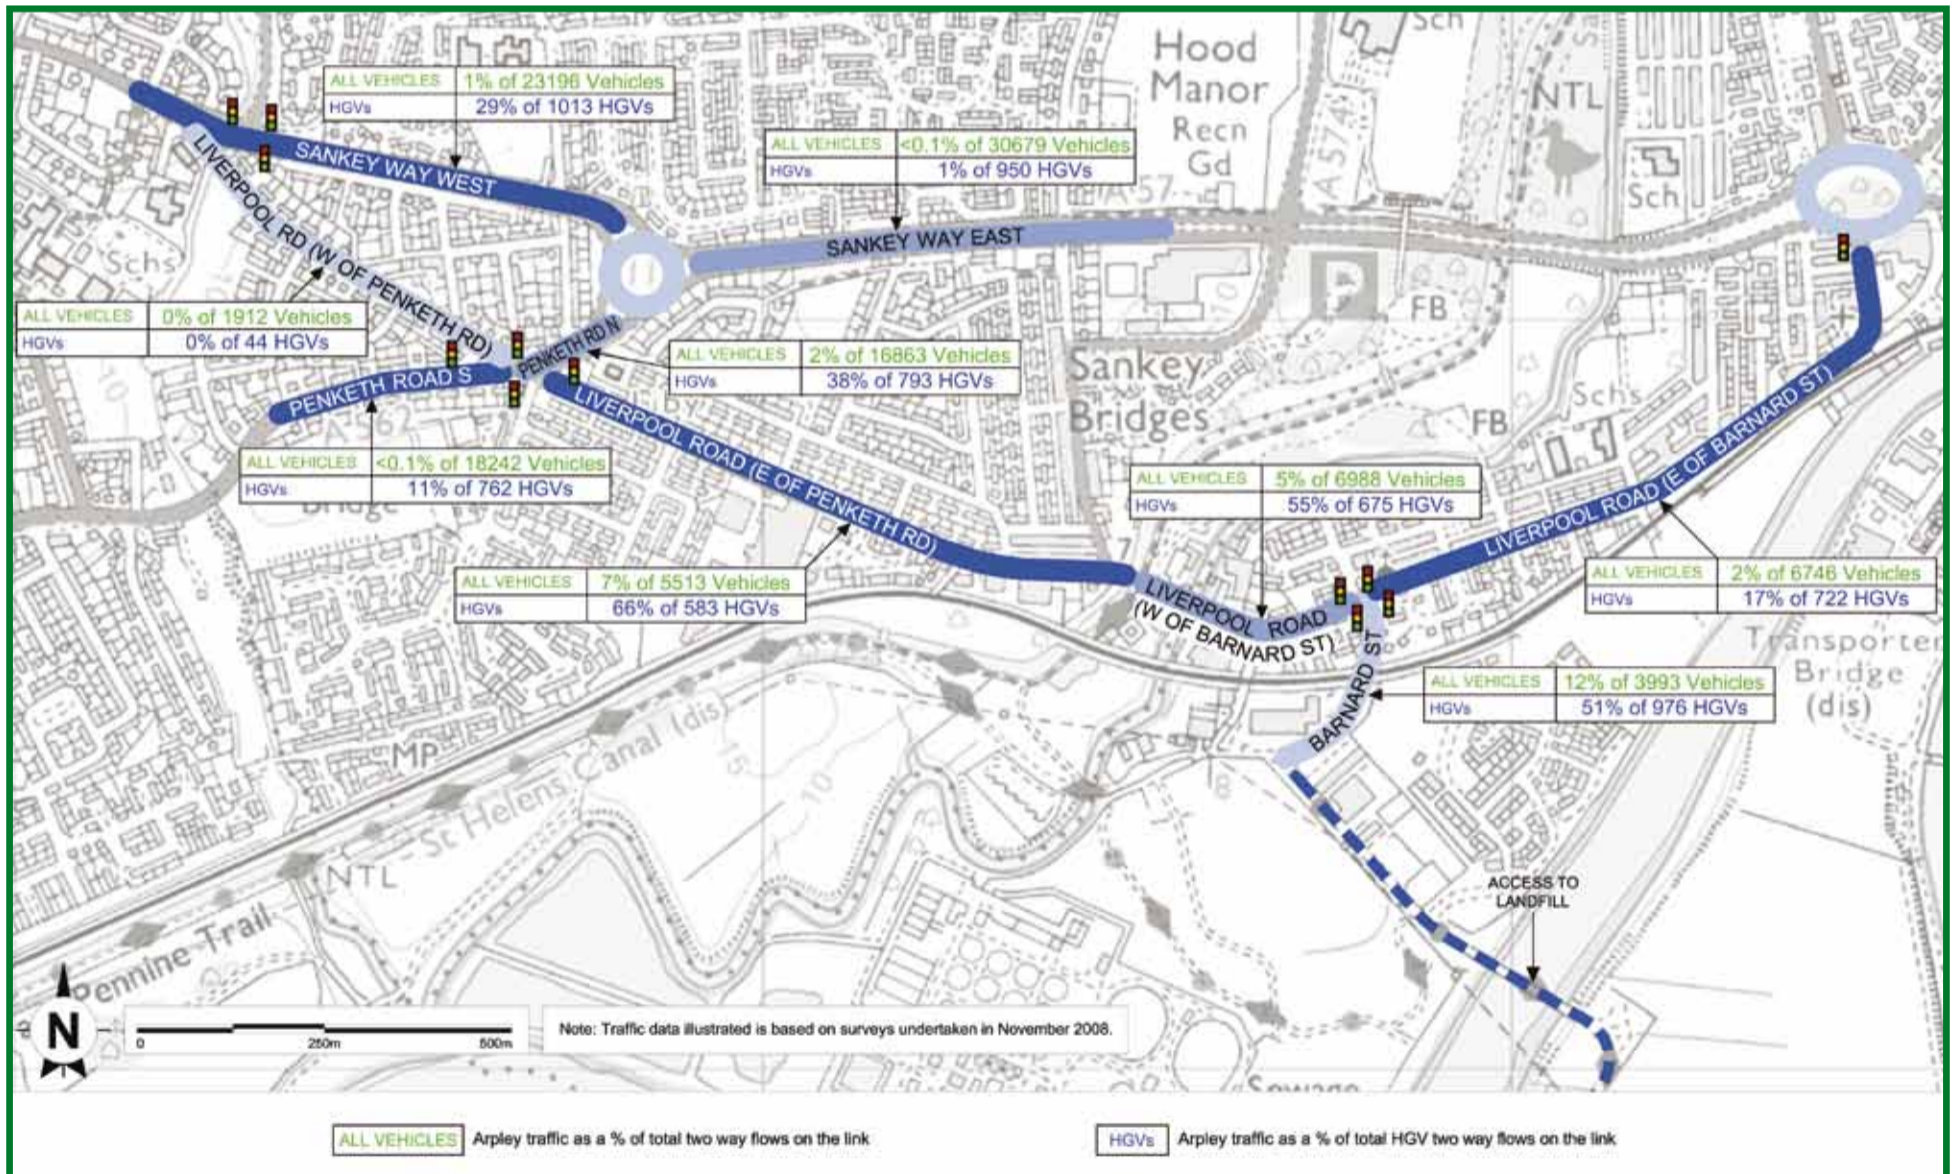 Sch
Hood
Manor
Recn
Gd
A574
NTL
Sch
A 57
ALL VEHICLES 1% of 23196 Vehicles
HGVs 29% of 1013 HGVs
ALL VEHICLES <0.1% of 30679 Vehicles
HGVs 1% of 950 HGVs
SANKEY WAY WEST
SANKEY WAY EAST
LIVERPOOL RD (W OF PENKETH RD)
Schs
ALL VEHICLES 0% of 1912 Vehicles
HGVs 0% of 44 HGVs
PENKETH RD N
ALL VEHICLES 2% of 16863 Vehicles
HGVs 38% of 793 HGVs
P
FB
Sankey
Bridges
FB
Schs
PENKETH ROAD S
ALL VEHICLES <0.1% of 18242 Vehicles
HGVs 11% of 762 HGVs
Bridge
LIVERPOOL ROAD (E OF PENKETH RD)
ALL VEHICLES 5% of 6988 Vehicles
HGVs 55% of 675 HGVs
LIVERPOOL ROAD (E OF BARNARD ST)
ALL VEHICLES 7% of 5513 Vehicles
HGVs 66% of 583 HGVs
7
LIVERPOOL ROAD
(W OF BARNARD ST)
ALL VEHICLES 2% of 6746 Vehicles
HGVs 17% of 722 HGVs
Transporter
Bridge
(dis)
BARNARD ST
ALL VEHICLES 12% of 3993 Vehicles
HGVs 51% of 976 HGVs
MP
St Helens Canal (dis)
15
10
8
NTL
Pennine Trail
ACCESS TO
LANDFILL
N
0 250m 500m
Note: Traffic data illustrated is based on surveys undertaken in November 2008.
Sewage
ALL VEHICLES Arpley traffic as a % of total two way flows on the link
HGVs Arpley traffic as a % of total HGV two way flows on the link